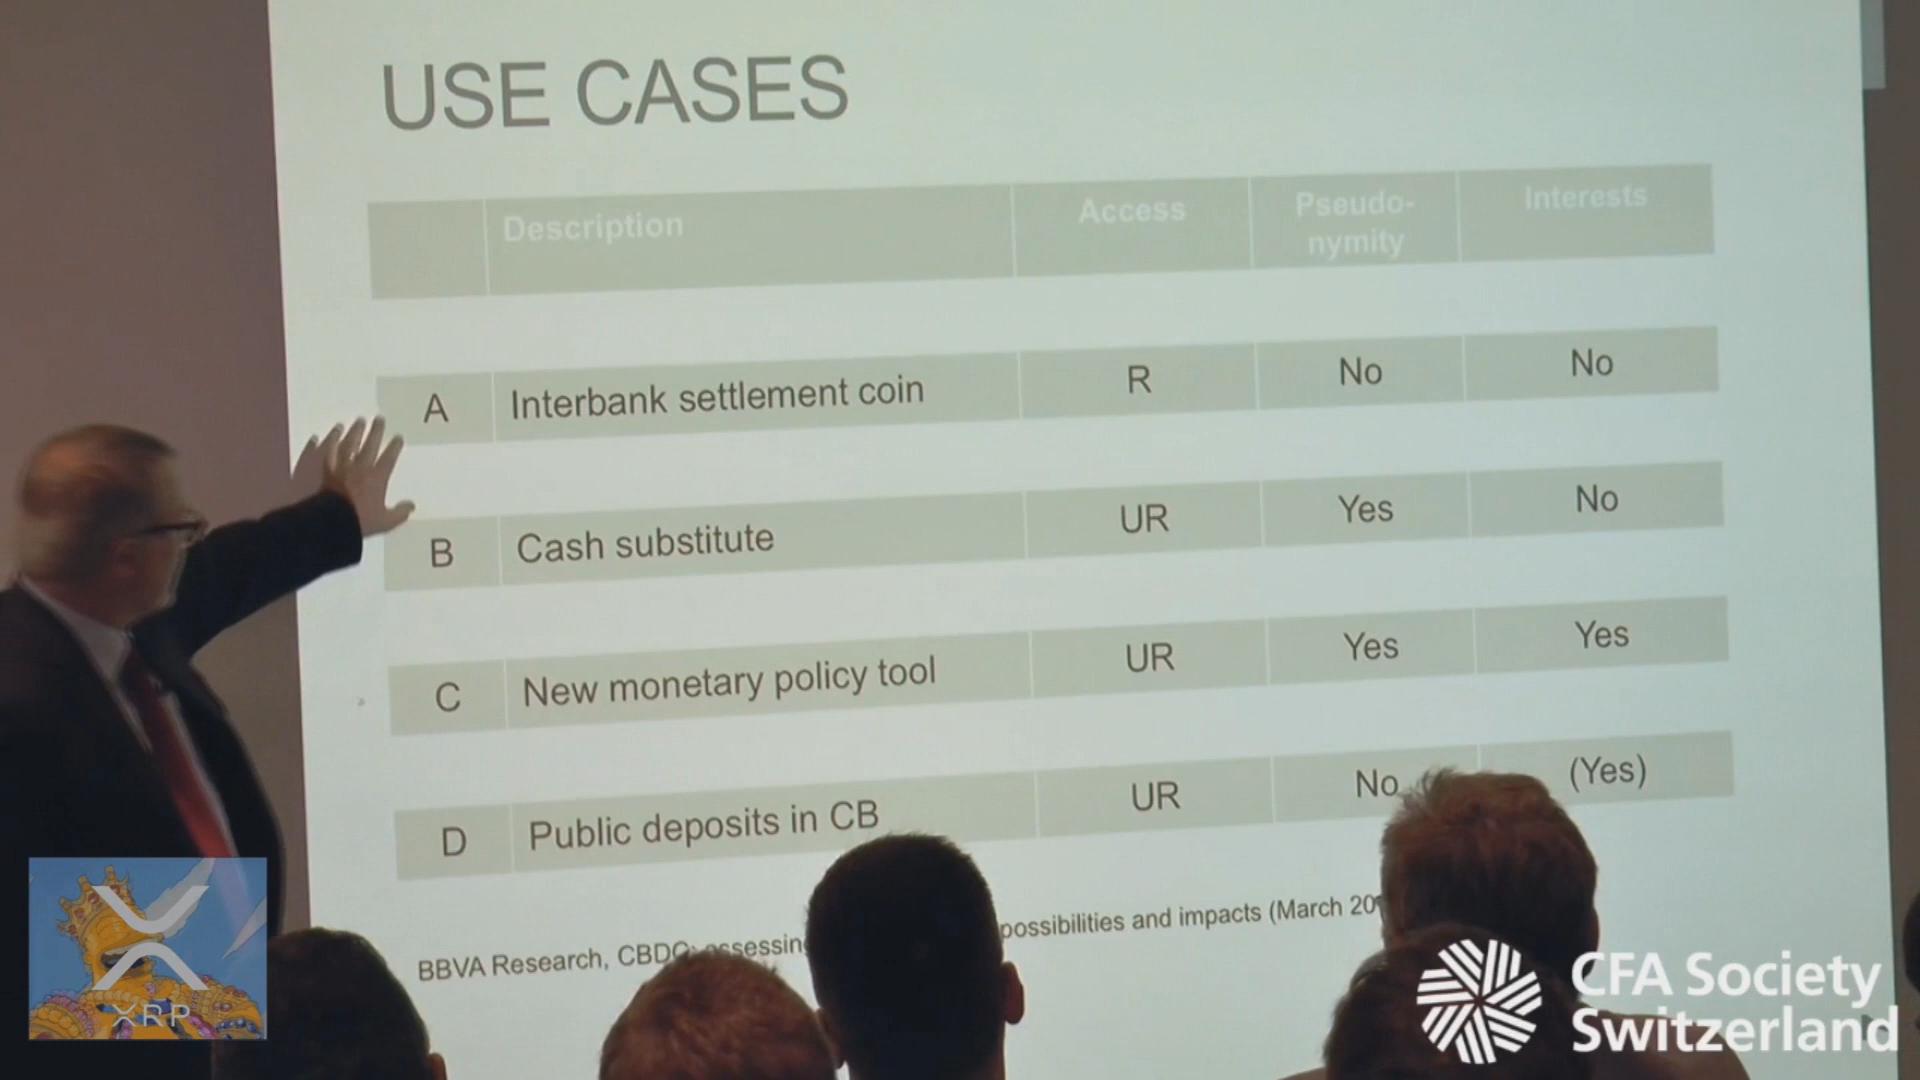 USE CASES
Description Access Pseudo- Interests
nymity
A Interbank settlement coin R No No
B Cash substitute UR Yes No
C New monetary policy tool UR Yes Yes
D Public deposits in CB UR No (Yes)
BBVA Research, possibilities and impacts (March
XRP
CFA Society
Switzerland